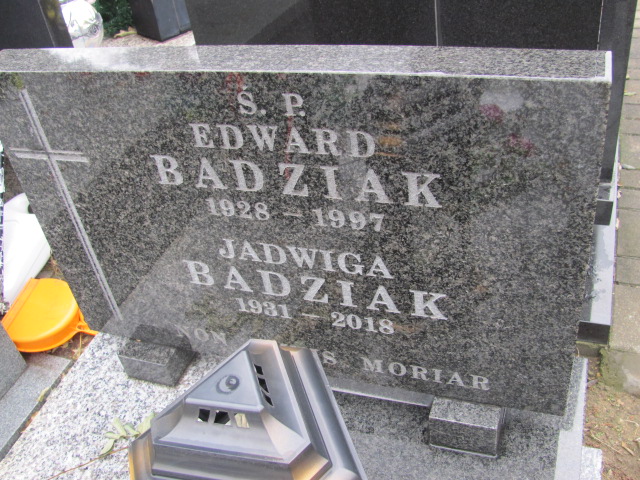 Ś. P.
EDWARD
BADZIAK
1928 – 1997
JADWIGA
BADZIAK
1931 – 2018
NON MORIAR